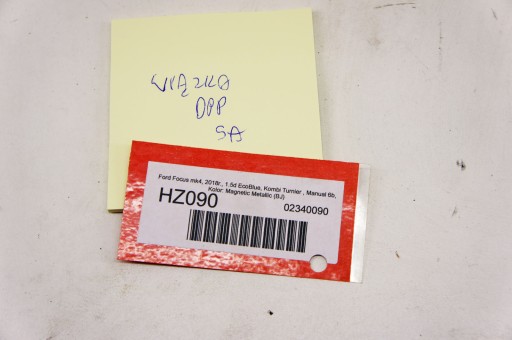 WIĄZKA
DPP
SA
Ford Focus mk4, 2018r., 1.5d EcoBlue, Kombi Turnier , Manual 6b,
Kolor: Magnetic Metallic (BJ)
HZ090
02340090